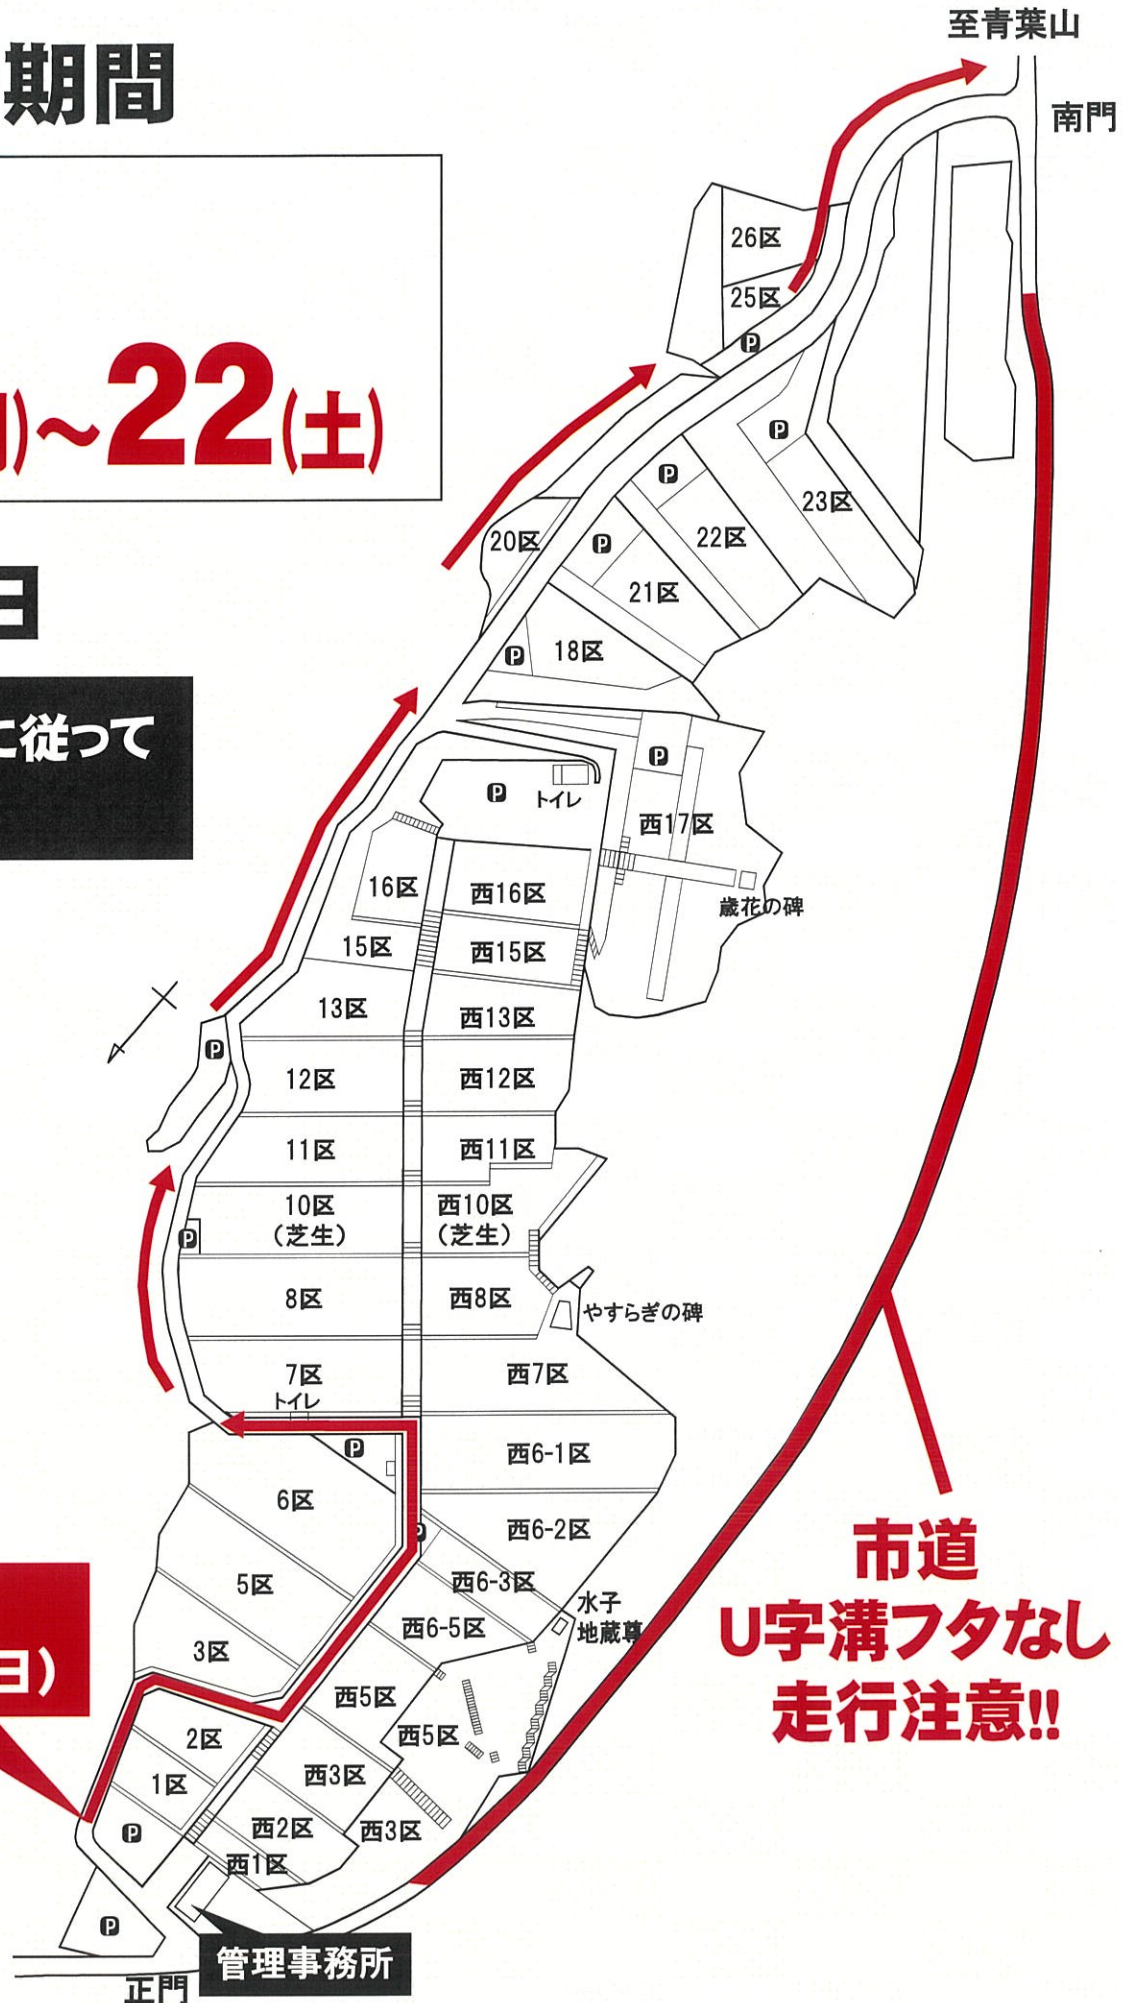 至青葉山
期間
南門
26区
25区
P
～22(土)
P
P
23区
20区
P
22区
21区
日
P
18区
に従って
P
P
トイレ
西17区
16区
西16区
歳花の碑
15区
西15区
13区
西13区
P
12区
西12区
11区
西11区
10区
(芝生)
西10区
(芝生)
P
8区
西8区
やすらぎの碑
7区
西7区
トイレ
P
西6-1区
6区
P
西6-2区
5区
西6-3区
水子
地蔵尊
西6-5区
3区
日)
西5区
西5区
2区
1区
西3区
P
西2区
西3区
西1区
P
管理事務所
正門
市道
U字溝フタなし
走行注意!!